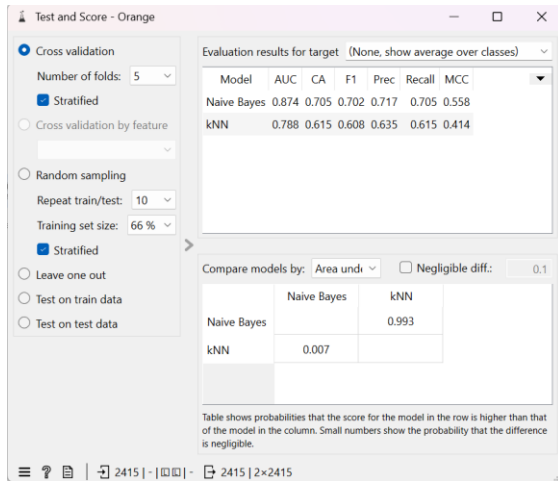 Test and Score - Orange
Cross validation
Number of folds: 5
Stratified
Cross validation by feature
Random sampling
Repeat train/test: 10
Training set size: 66 %
Stratified
Leave one out
Test on train data
Test on test data
Evaluation results for target (None, show average over classes)
Model AUC CA F1 Prec Recall MCC
Naive Bayes 0.874 0.705 0.702 0.717 0.705 0.558
kNN 0.788 0.615 0.608 0.635 0.615 0.414
Compare models by: Area unde Negligible diff.: 0.1
Naive Bayes kNN
Naive Bayes 0.993
kNN 0.007
Table shows probabilities that the score for the model in the row is higher than that
of the model in the column. Small numbers show the probability that the difference
is negligible.
2415 | - | - 2415 | 2×2415